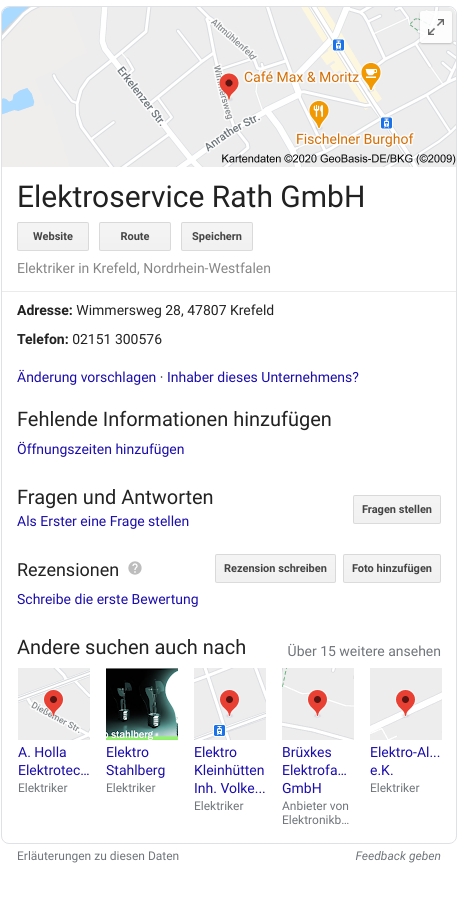 Altmühlenfeld
Erkelenzer Str.
Wimmersweg
Café Max & Moritz
Anrather Str.
Fischelner Burghof
Kartendaten ©2020 GeoBasis-DE/BKG (©2009)
Elektroservice Rath GmbH
Website Route Speichern
Elektriker in Krefeld, Nordrhein-Westfalen
Adresse: Wimmersweg 28, 47807 Krefeld
Telefon: 02151 300576
Änderung vorschlagen · Inhaber dieses Unternehmens?
Fehlende Informationen hinzufügen
Öffnungszeiten hinzufügen
Fragen und Antworten
Als Erster eine Frage stellen
Fragen stellen
Rezensionen ?
Rezension schreiben Foto hinzufügen
Schreibe die erste Bewertung
Andere suchen auch nach
Über 15 weitere ansehen
Dießemer Str.
stahlberg
A. Holla
Elektrotec...
Elektriker
Elektro
Stahlberg
Elektriker
Elektro
Kleinhütten
Inh. Volke...
Elektriker
Brüxkes
Elektrofa...
GmbH
Anbieter von
Elektronikb...
Elektro-Al...
e.K.
Elektriker
Erläuterungen zu diesen Daten
Feedback geben